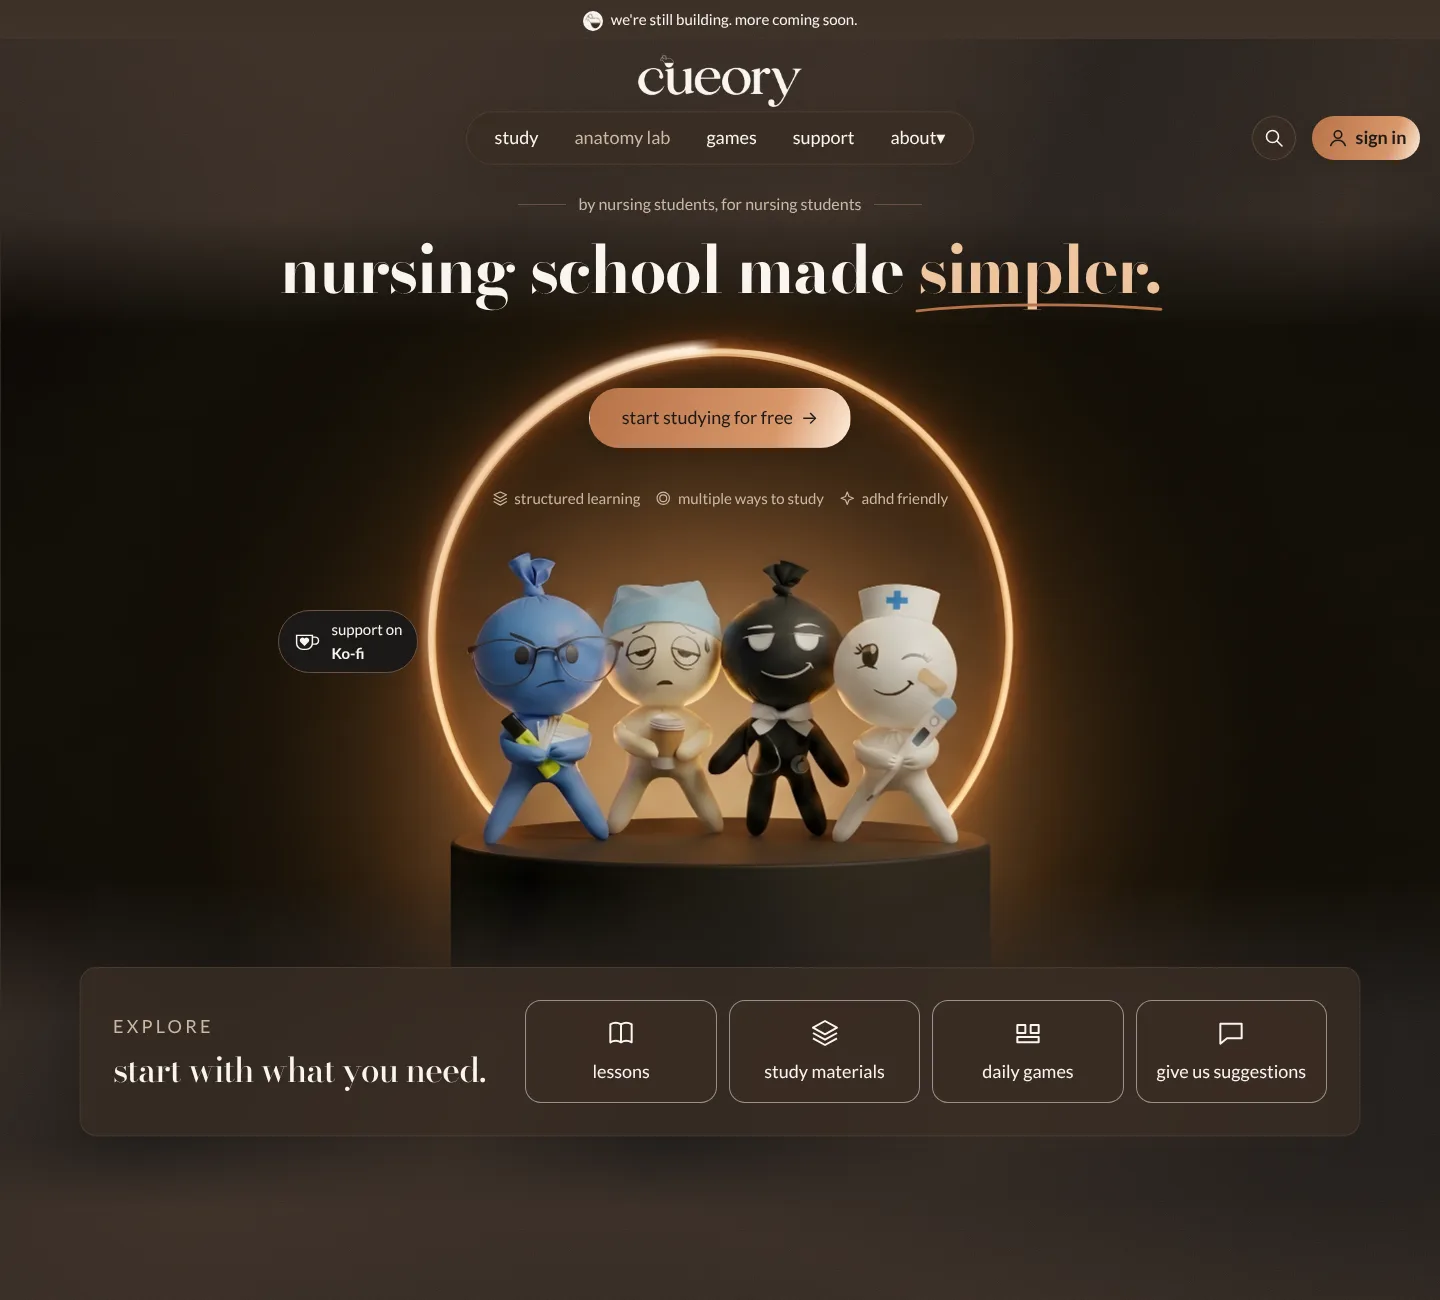 we're still building. more coming soon.
cueory
study anatomy lab games support about▾
sign in
by nursing students, for nursing students
nursing school made simpler.
start studying for free →
structured learning multiple ways to study adhd friendly
support on
Ko-fi
EXPLORE
start with what you need.
lessons
study materials
daily games
give us suggestions